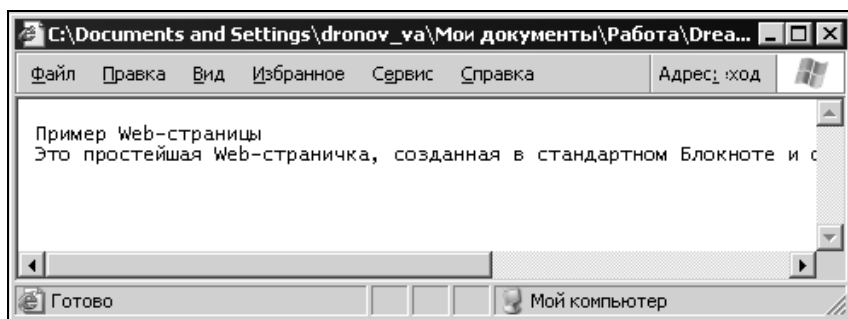 C:\Documents and Settings\dronov_va\Мои документы\Работа\Drea...
Файл Правка Вид Избранное Сервис Справка Адрес:
Пример Web-страницы
Это простейшая Web-страничка, созданная в стандартном Блокноте и
Готово Мой компьютер